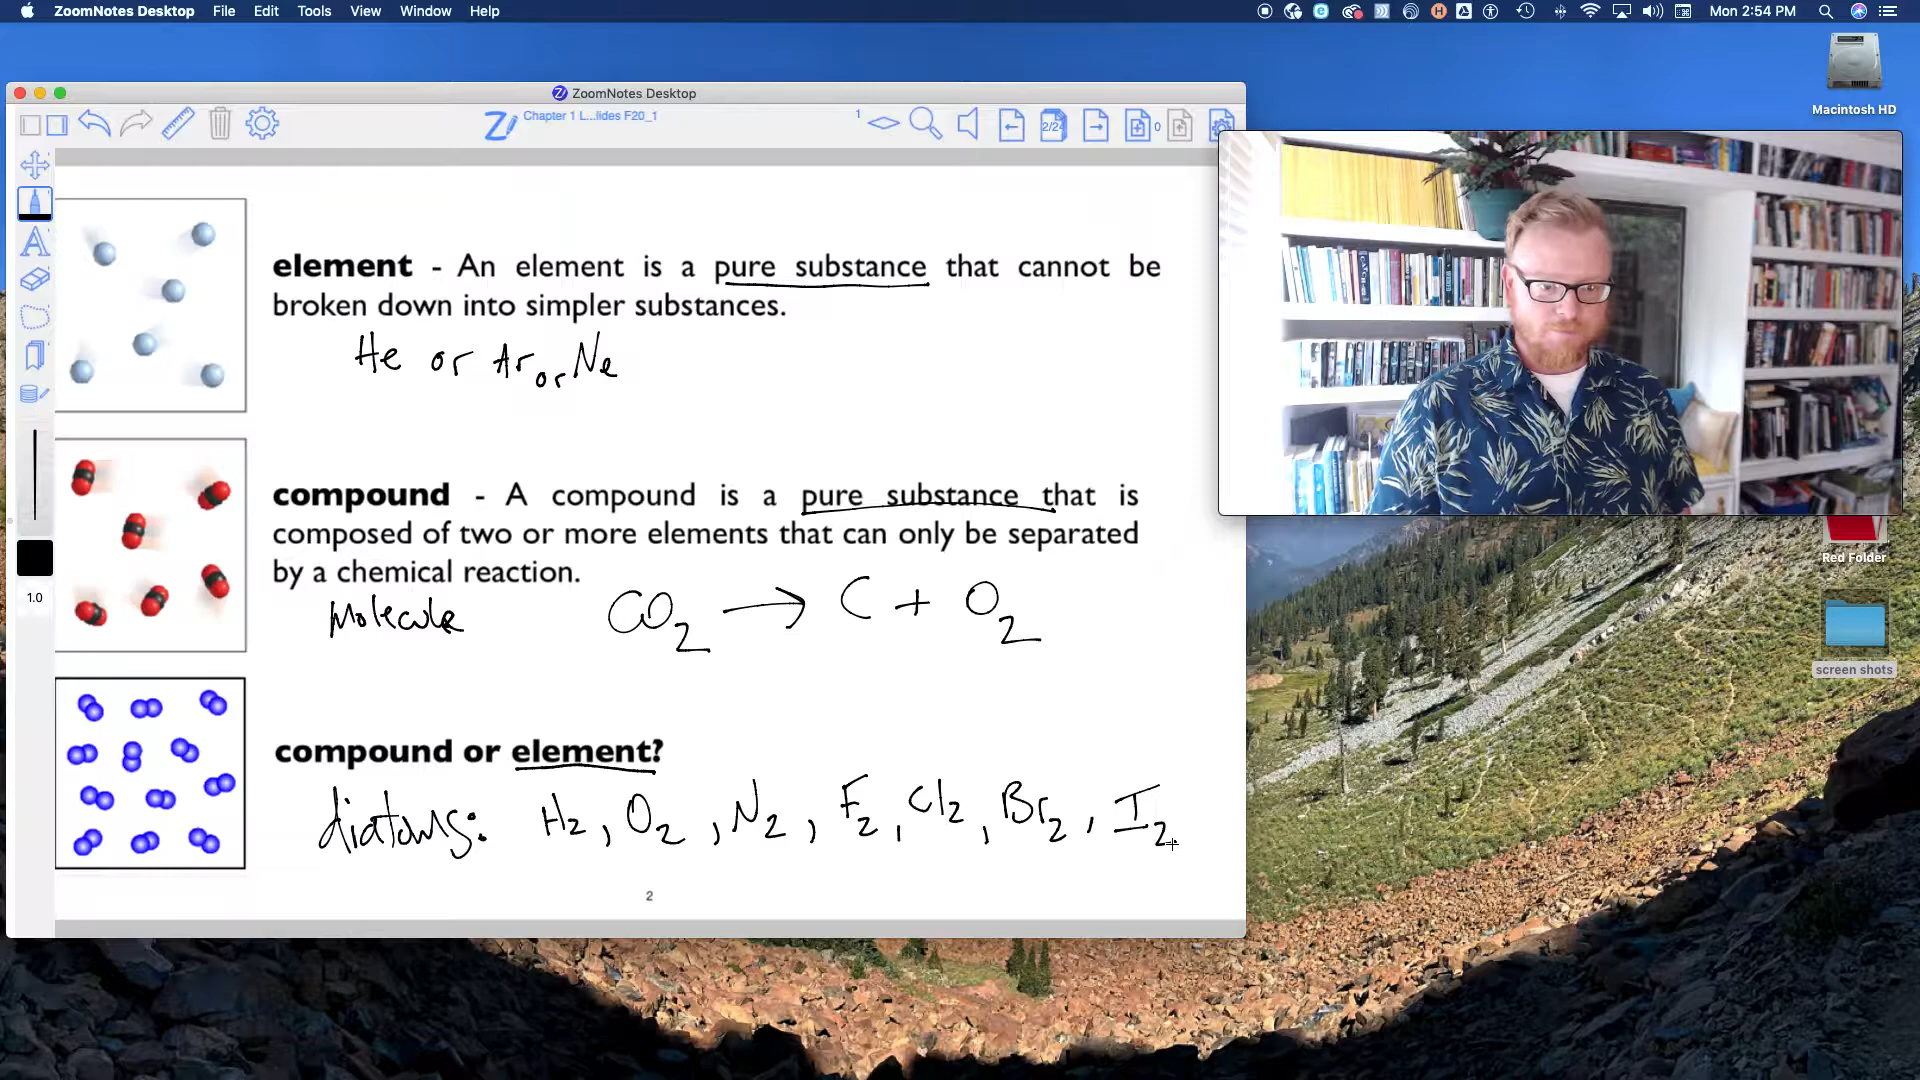 ZoomNotes Desktop File Edit Tools View Window Help
Mon 2:54 PM
Macintosh HD
ZoomNotes Desktop
Chapter 1 L...lides F20_1
1
2/24
0
element - An element is a pure substance that cannot be
broken down into simpler substances.
He or Ar or Ne
compound - A compound is a pure substance that is
composed of two or more elements that can only be separated
by a chemical reaction.
Molecule
CO2 → C + O2
1.0
compound or element?
diatoms: H2, O2, N2, F2, Cl2, Br2, I2
2
Red Folder
screen shots